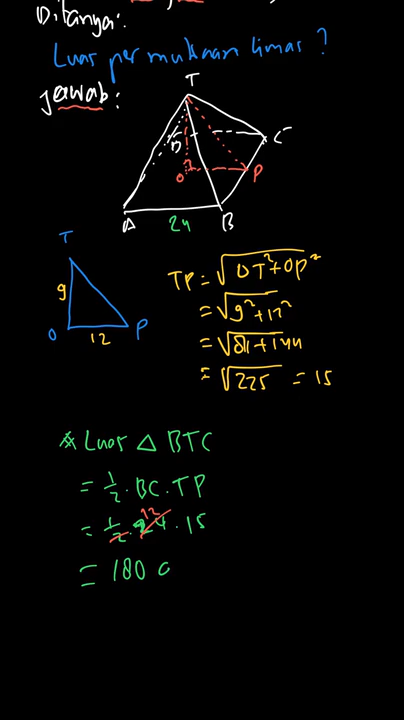 Ditanya:
Luas permukaan limas ?
Jawab:
T
D
C
O
P
A
B
24
T
9
O
12
P
TP = √OT²+OP²
= √9²+12²
= √81+144
= √225 = 15
* Luas △ BTC
= 1/2 . BC . TP
12
= 1/2 . 24 . 15
= 180 c